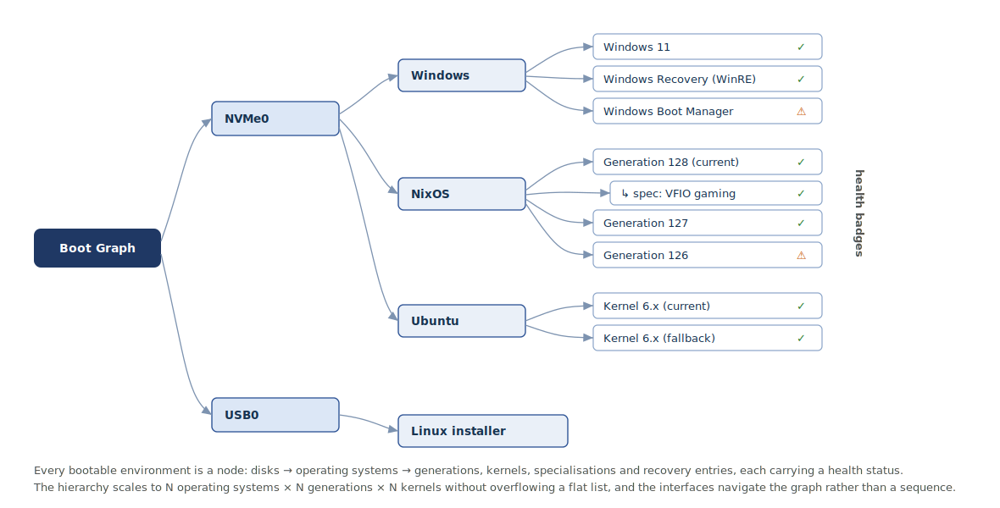 Boot Graph
NVMe0
Windows
Windows 11 ✓
Windows Recovery (WinRE) ✓
Windows Boot Manager ⚠
NixOS
Generation 128 (current) ✓
↳ spec: VFIO gaming ✓
Generation 127 ✓
Generation 126 ⚠
Ubuntu
Kernel 6.x (current) ✓
Kernel 6.x (fallback) ✓
USB0
Linux installer
health badges
Every bootable environment is a node: disks → operating systems → generations, kernels, specialisations and recovery entries, each carrying a health status.
The hierarchy scales to N operating systems × N generations × N kernels without overflowing a flat list, and the interfaces navigate the graph rather than a sequence.